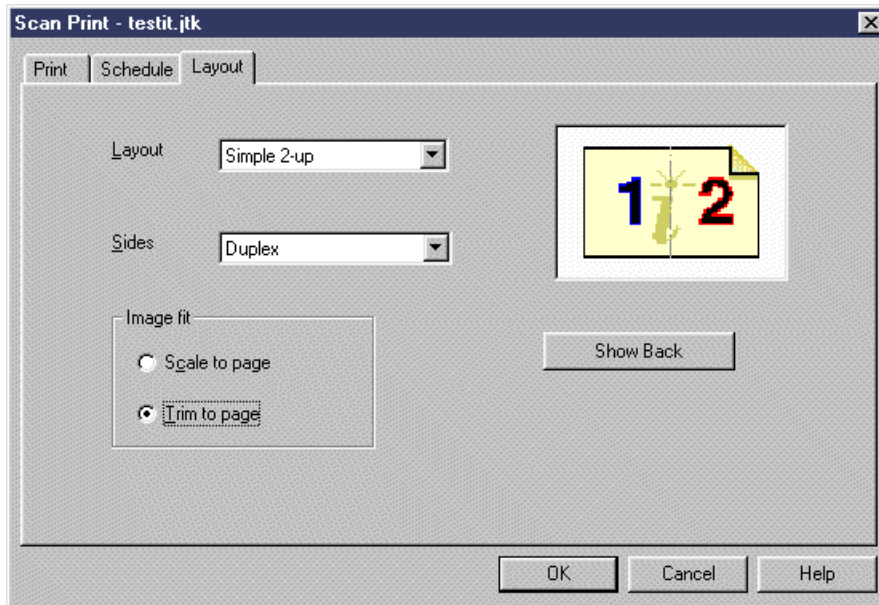 Scan Print - testit.jtk
Print Schedule Layout
Layout Simple 2-up
1 2
Sides Duplex
Image fit
Scale to page
Show Back
Trim to page
OK Cancel Help